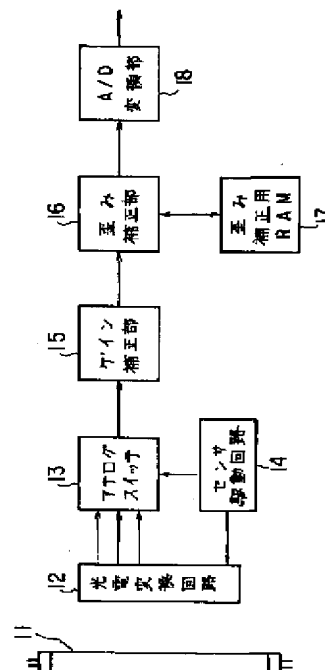 11
12
光電変換回路
13
アナログ
スイッチ
14
センサ
駆動回路
15
ゲイン
補正部
16
歪み
補正部
歪み
補正用
RAM
17
A/D
変換部
18